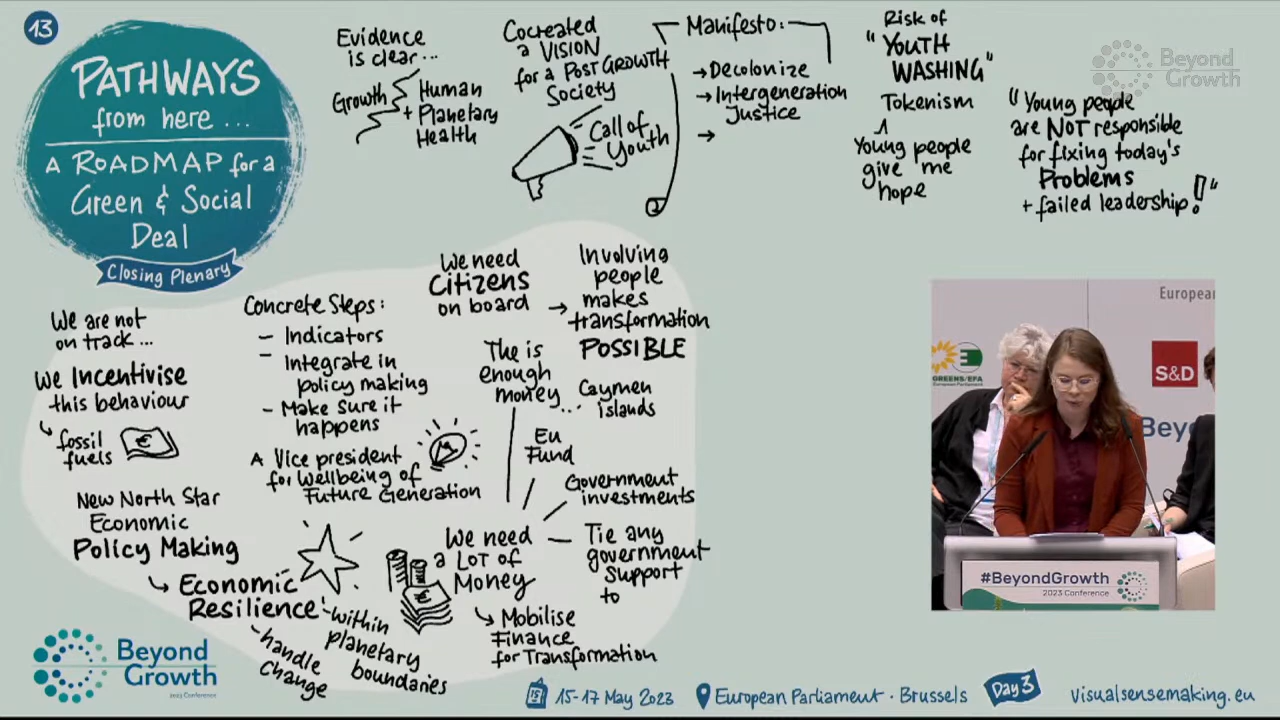 13
PATHWAYS
from here ...
A ROADMAP for a
Green & Social
Deal
Closing Plenary
Evidence
is clear...
Growth
Human
+ Planetary
Health
Cocreated
a VISION
for a POST GROWTH
Society
Call of
Youth
Manifesto:
→ Decolonize
→ Intergeneration
Justice
→
Risk of
"YOUTH
WASHING"
Tokenism
Young people
give me
hope
Beyond
Growth
"Young people
are NOT responsible
for fixing today's
Problems
+ failed leadership!"
We are not
on track...
We Incentivise
this behaviour
fossil
fuels
€
New North Star
Economic
Policy Making
Economic
Resilience
- within
planetary
boundaries
- handle
change
Concrete Steps:
- Indicators
- Integrate in
policy making
- Make sure it
happens
A Vice president
for Wellbeing of
Future Generation
We need
Citizens
on board
→ Involving
people
makes
transformation
POSSIBLE
The is
enough
money...
Caymen
islands
Eu
Fund
Government
investments
Tie any
government
support
to
We need
a LOT OF
Money
€
Mobilise
Finance
for Transformation
European
GREENS/EFA
European Parliament
S&D
Bey
#BeyondGrowth
2023 Conference
Beyond
Growth
2023 Conference
15
15-17 May 2023
European Parliament · Brussels
Day 3
visualsensemaking.eu